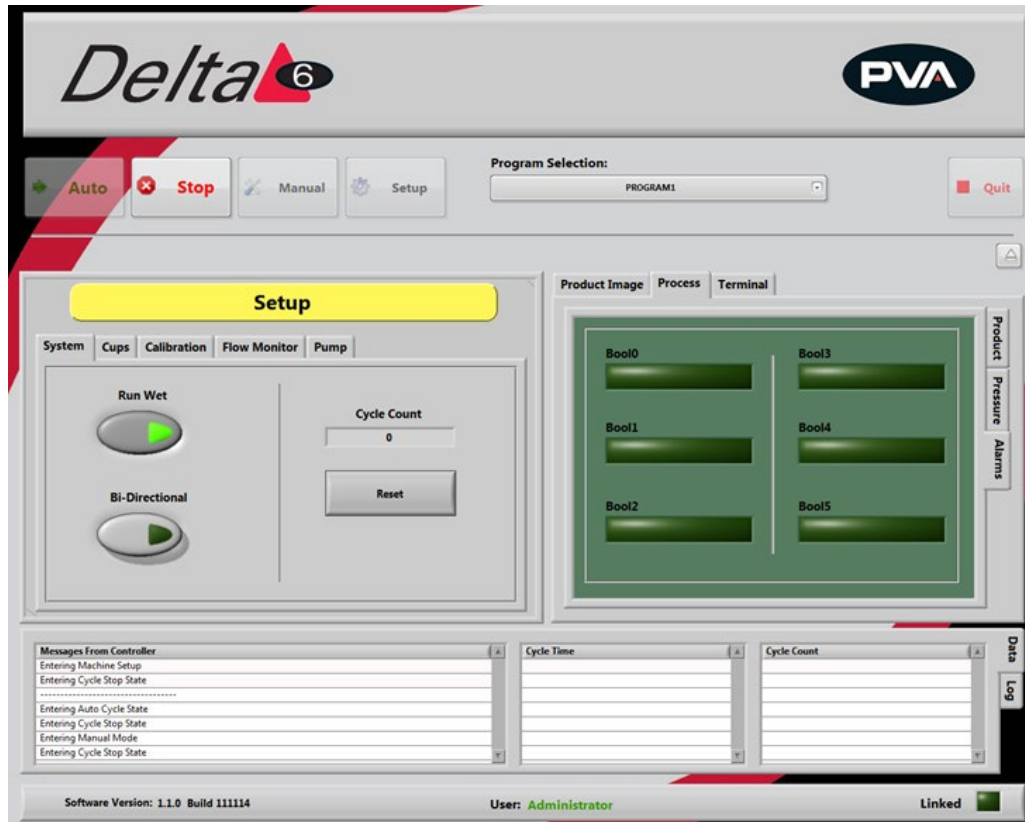 Delta 6
PVA
Auto
Stop
Manual
Setup
Program Selection:
PROGRAM1
Quit
Setup
System Cups Calibration Flow Monitor Pump
Run Wet
Bi-Directional
Cycle Count
0
Reset
Product Image Process Terminal
Bool0
Bool1
Bool2
Bool3
Bool4
Bool5
Product
Pressure
Alarms
Messages From Controller
Entering Machine Setup
Entering Cycle Stop State
----------------------------------
Entering Auto Cycle State
Entering Cycle Stop State
Entering Manual Mode
Entering Cycle Stop State
Cycle Time
Cycle Count
Data
Log
Software Version: 1.1.0 Build 111114
User: Administrator
Linked